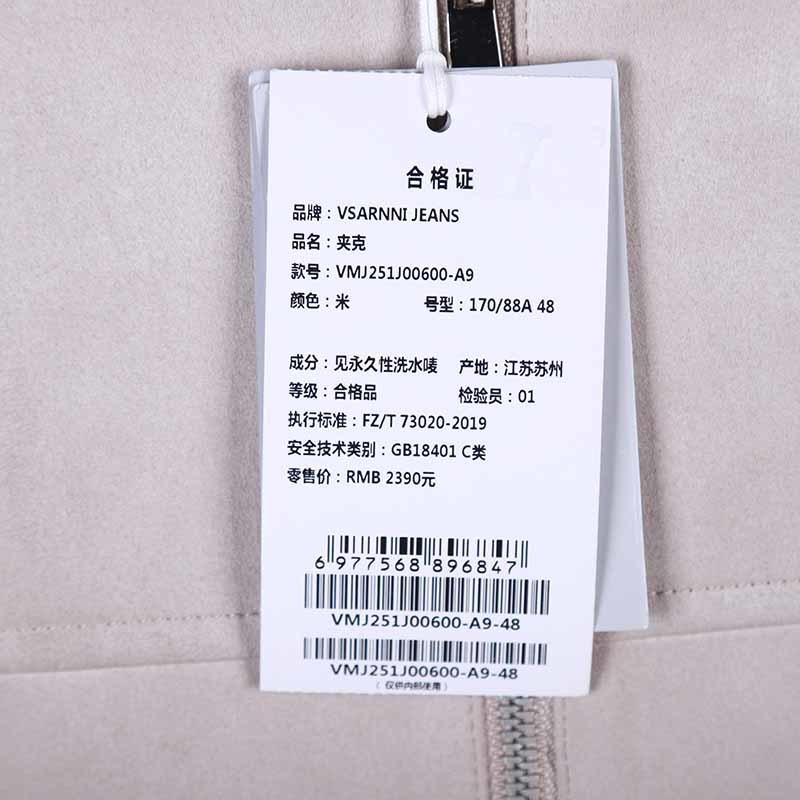 合格证
品牌：VSARNNI JEANS
品名：夹克
款号：VMJ251J00600-A9
颜色：米 号型：170/88A 48
成分：见永久性洗水唛 产地：江苏苏州
等级：合格品 检验员：01
执行标准：FZ/T 73020-2019
安全技术类别：GB18401 C类
零售价：RMB 2390元
6 977568 896847
VMJ251J00600-A9-48
VMJ251J00600-A9-48
（仅供内部使用）